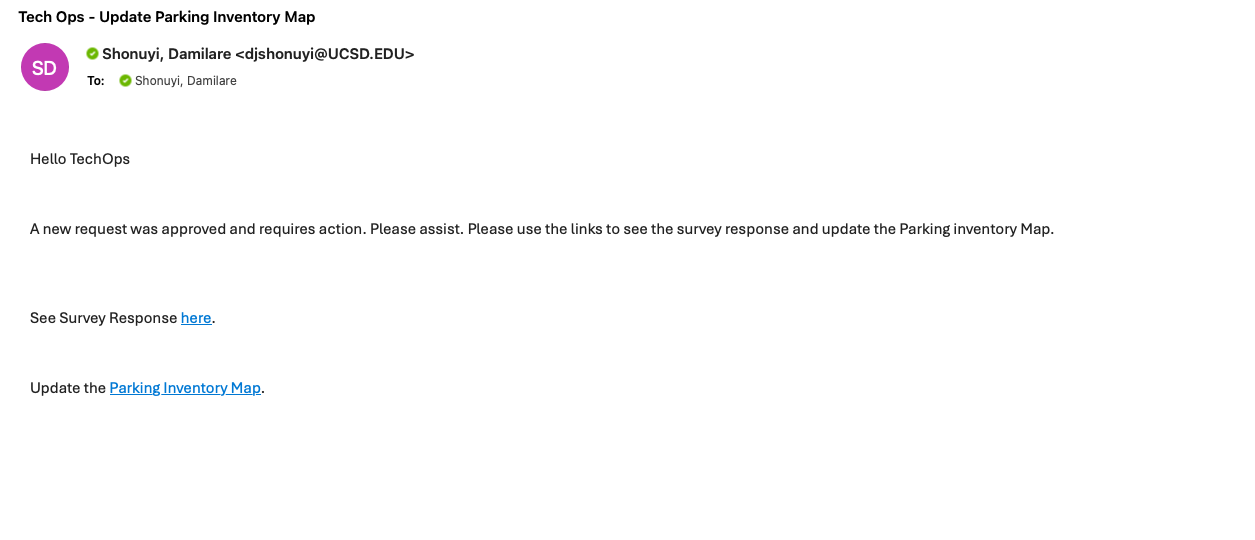 Tech Ops - Update Parking Inventory Map
SD
Shonuyi, Damilare <djshonuyi@UCSD.EDU>
To: Shonuyi, Damilare
Hello TechOps
A new request was approved and requires action. Please assist. Please use the links to see the survey response and update the Parking inventory Map.
See Survey Response here.
Update the Parking Inventory Map.